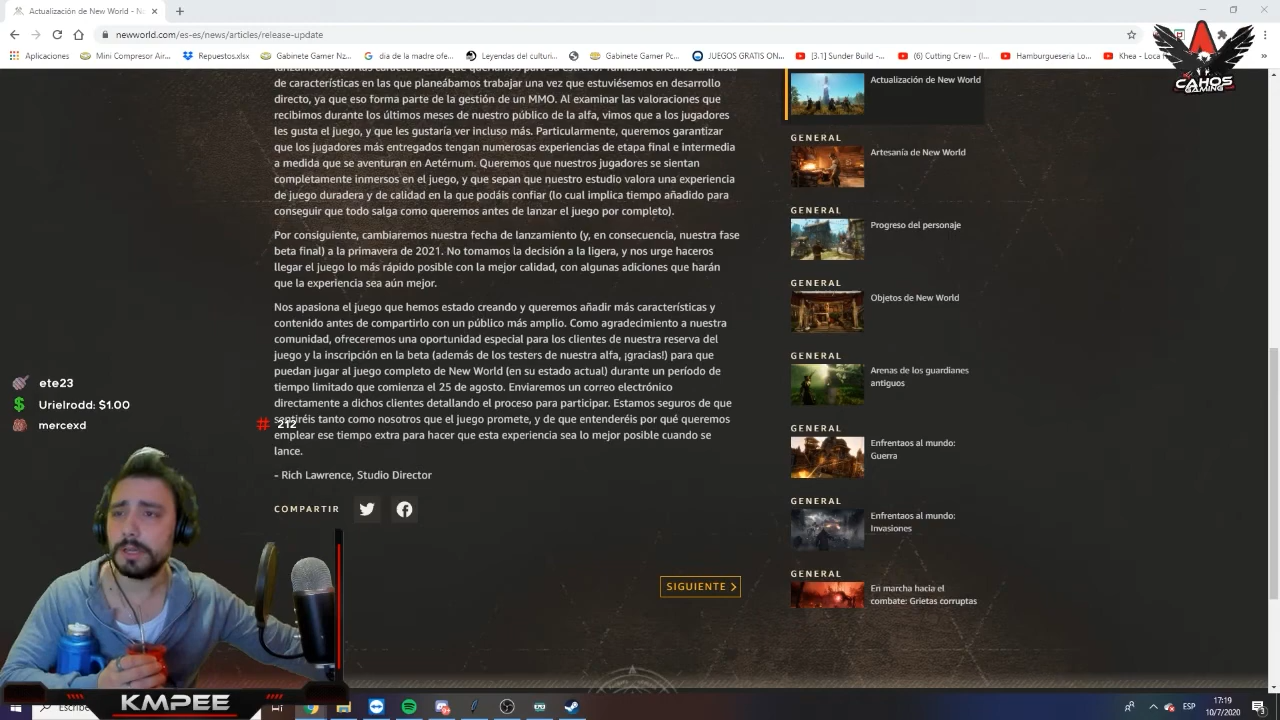 Actualización de New World - N
newworld.com/es-es/news/articles/release-update
Aplicaciones
Mini Compresor Air...
Repuestos.xlsx
Gabinete Gamer Nz...
dia de la madre ofe...
Leyendas del culturi...
Gabinete Gamer Pc...
JUEGOS GRATIS ON...
[3.1] Sunder Build -...
(6) Cutting Crew - (I...
Hamburguesena Lo...
Khea - Loca
CAHOS
GAMING
lanzamiento con las características que queríamos para su estreno. También tenemos una lista
de características en las que planeábamos trabajar una vez que estuviésemos en desarrollo
directo, ya que eso forma parte de la gestión de un MMO. Al examinar las valoraciones que
recibimos durante los últimos meses de nuestro público de la alfa, vimos que a los jugadores
les gusta el juego, y que les gustaría ver incluso más. Particularmente, queremos garantizar
que los jugadores más entregados tengan numerosas experiencias de etapa final e intermedia
a medida que se aventuran en Aetérnum. Queremos que nuestros jugadores se sientan
completamente inmersos en el juego, y que sepan que nuestro estudio valora una experiencia
de juego duradera y de calidad en la que podáis confiar (lo cual implica tiempo añadido para
conseguir que todo salga como queremos antes de lanzar el juego por completo).
Por consiguiente, cambiaremos nuestra fecha de lanzamiento (y, en consecuencia, nuestra fase
beta final) a la primavera de 2021. No tomamos la decisión a la ligera, y nos urge haceros
llegar el juego lo más rápido posible con la mejor calidad, con algunas adiciones que harán
que la experiencia sea aún mejor.
Nos apasiona el juego que hemos estado creando y queremos añadir más características y
contenido antes de compartirlo con un público más amplio. Como agradecimiento a nuestra
comunidad, ofreceremos una oportunidad especial para los clientes de nuestra reserva del
juego y la inscripción en la beta (además de los testers de nuestra alfa, ¡gracias!) para que
puedan jugar al juego completo de New World (en su estado actual) durante un período de
tiempo limitado que comienza el 25 de agosto. Enviaremos un correo electrónico
directamente a dichos clientes detallando el proceso para participar. Estamos seguros de que
sentiréis tanto como nosotros que el juego promete, y de que entenderéis por qué queremos
emplear ese tiempo extra para hacer que esta experiencia sea lo mejor posible cuando se
lance.
- Rich Lawrence, Studio Director
COMPARTIR
SIGUIENTE
Actualización de New World
GENERAL
Artesanía de New World
GENERAL
Progreso del personaje
GENERAL
Objetos de New World
GENERAL
Arenas de los guardianes
antiguos
GENERAL
Enfrentaos al mundo:
Guerra
GENERAL
Enfrentaos al mundo:
Invasiones
GENERAL
En marcha hacia el
combate: Grietas corruptas
ete23
Urielrodd: $1.00
mercexd
# 212
KMPEE
Escribe
ESP
17:19
10/7/2020